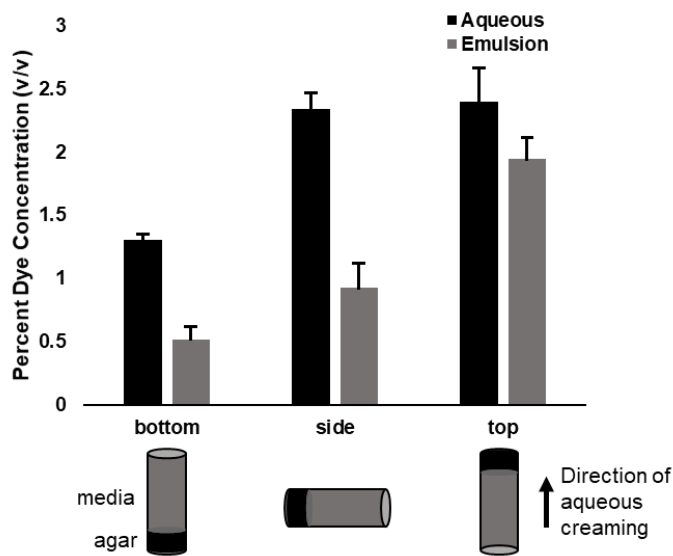 Percent Dye Concentration (v/v)
3
2.5
2
1.5
1
0.5
0
Aqueous
Emulsion
bottom
side
top
media
agar
Direction of
aqueous
creaming